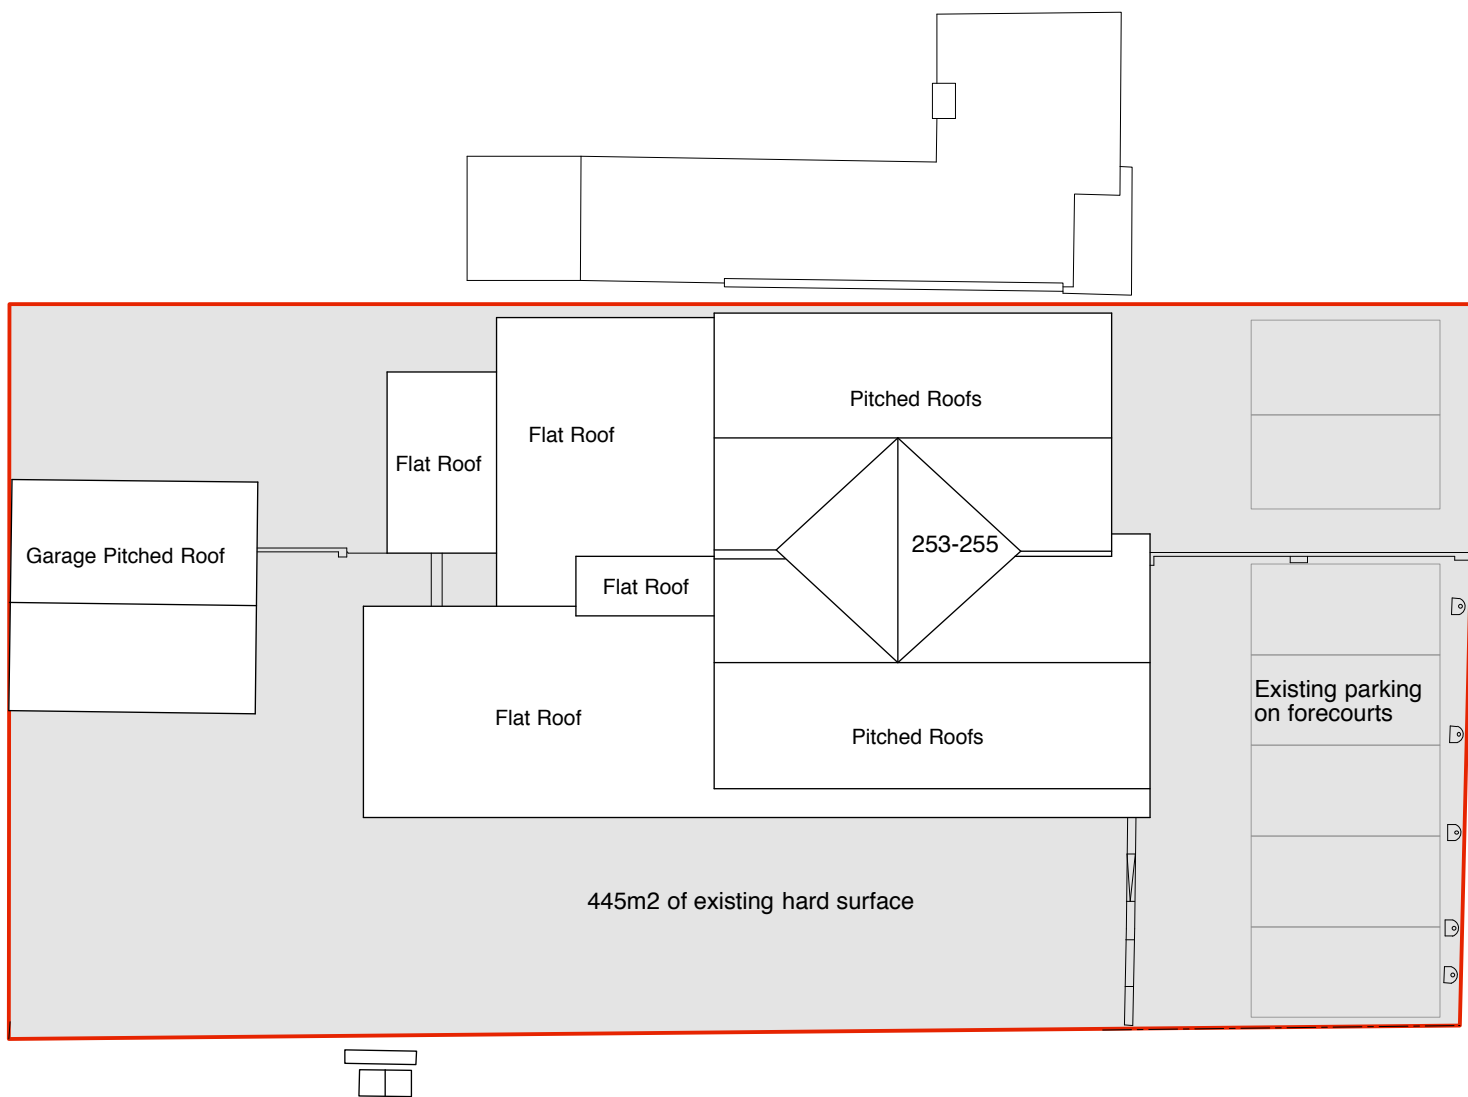 Pitched Roofs
Flat Roof
Flat Roof
253-255
Garage Pitched Roof
Flat Roof
Existing parking
on forecourts
Flat Roof
Pitched Roofs
445m2 of existing hard surface